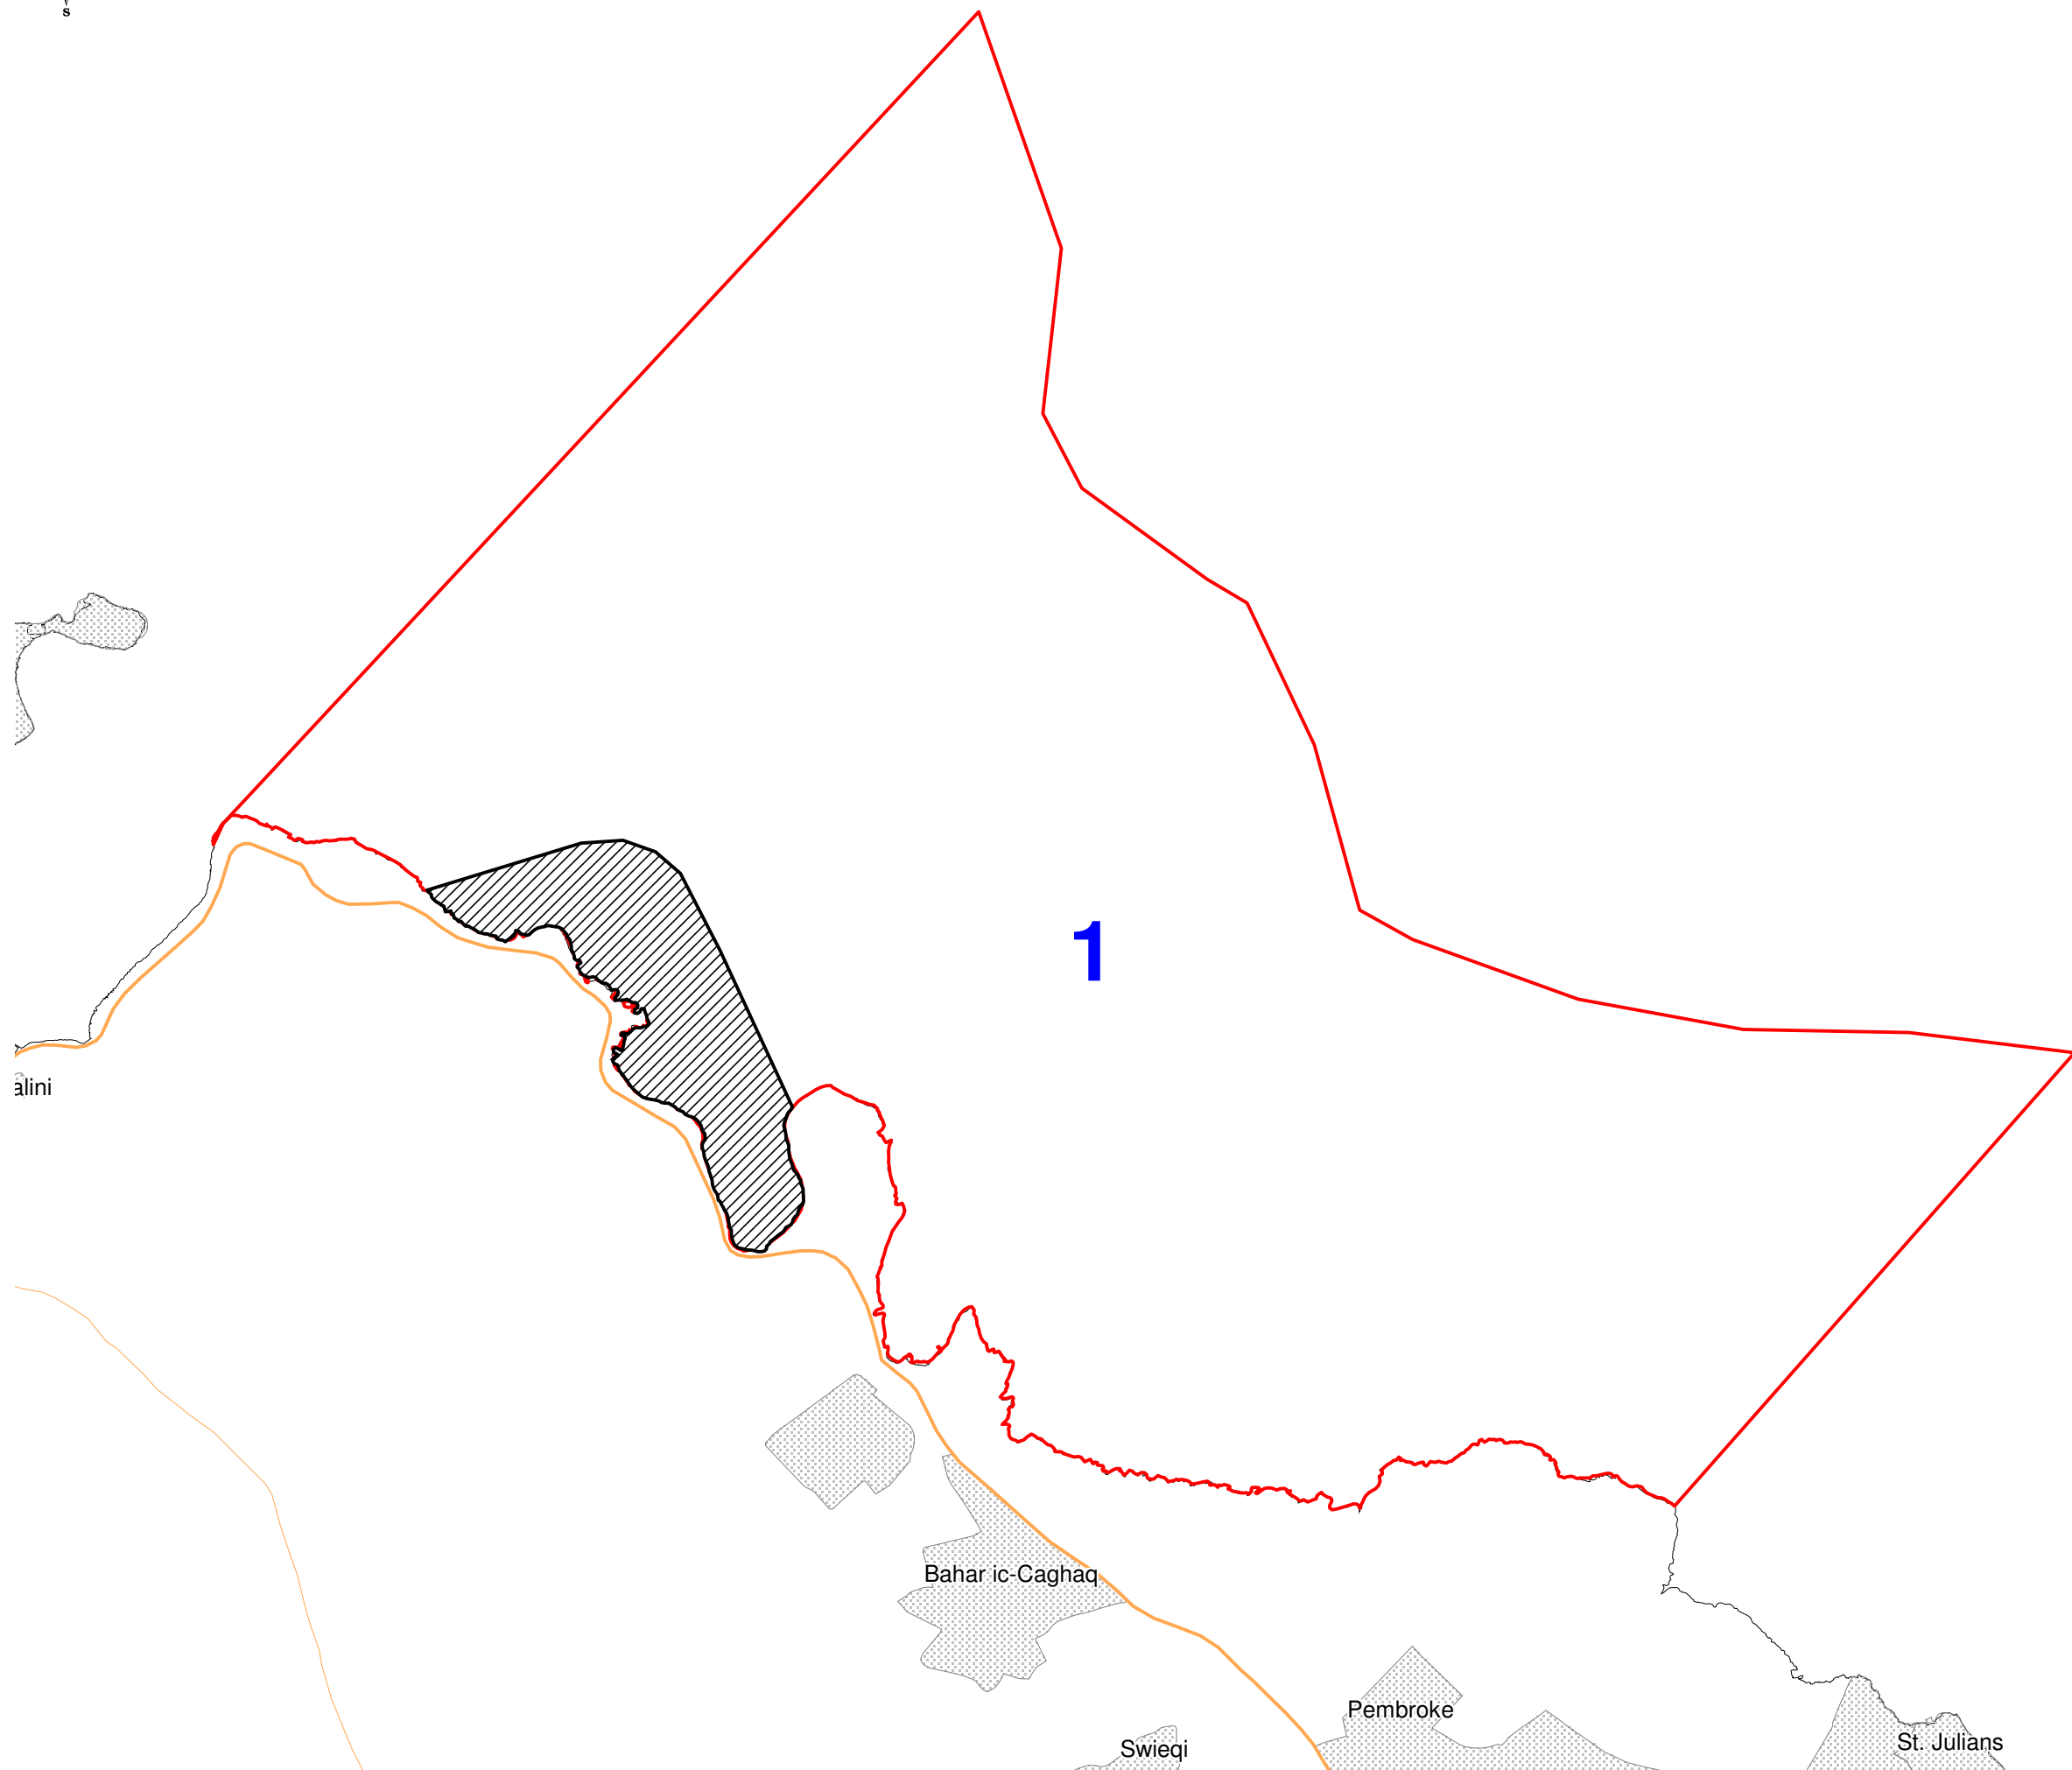 S
1
alini
Bahar ic-Caghaq
Pembroke
Swieqi
St. Julians